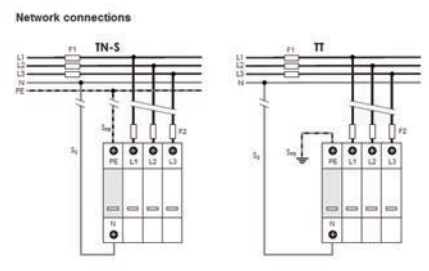 Network connections
TN-S
TT
L1
L2
L3
N
PE
F1
L1
L2
L3
N
F1
F2
F2
PE L1 L2 L3
PE L1 L2 L3
N
N